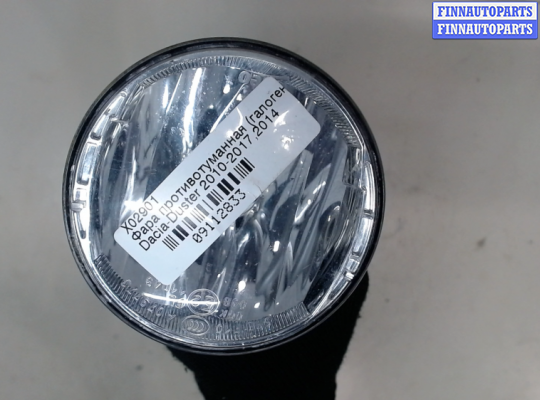 FINNAUTOPARTS
FINNAUTOPARTS
X02901
Фара противотуманная (галоген
Dacia-Duster 2010-2017 2014
09112833